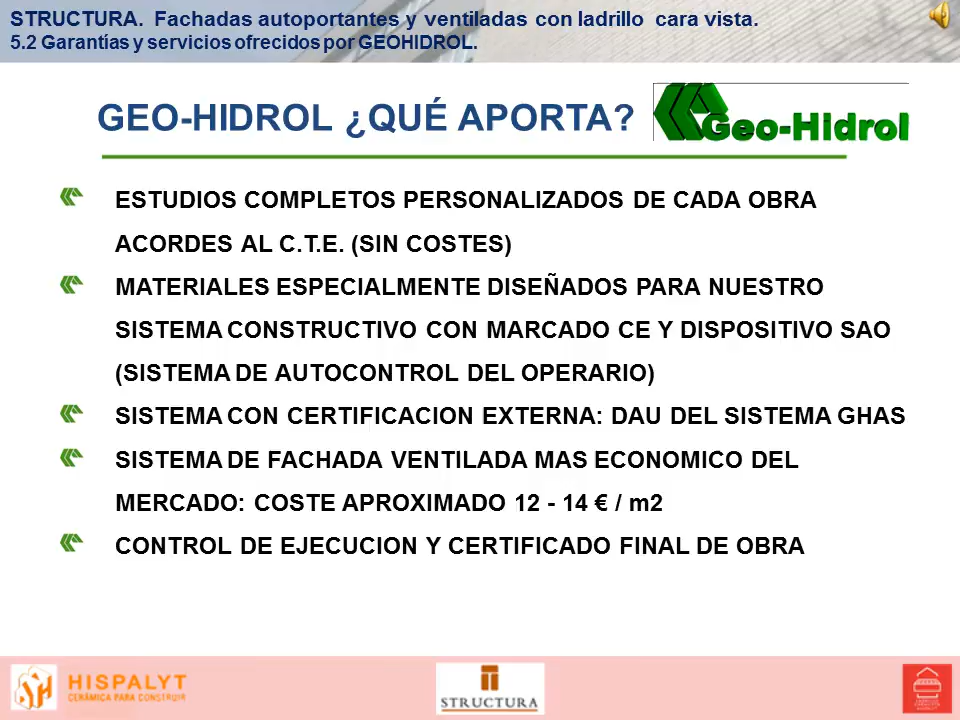 STRUCTURA. Fachadas autoportantes y ventiladas con ladrillo cara vista.
5.2 Garantías y servicios ofrecidos por GEOHIDROL.
GEO-HIDROL ¿QUÉ APORTA?
Geo-Hidrol
ESTUDIOS COMPLETOS PERSONALIZADOS DE CADA OBRA
ACORDES AL C.T.E. (SIN COSTES)
MATERIALES ESPECIALMENTE DISEÑADOS PARA NUESTRO
SISTEMA CONSTRUCTIVO CON MARCADO CE Y DISPOSITIVO SAO
(SISTEMA DE AUTOCONTROL DEL OPERARIO)
SISTEMA CON CERTIFICACION EXTERNA: DAU DEL SISTEMA GHAS
SISTEMA DE FACHADA VENTILADA MAS ECONOMICO DEL
MERCADO: COSTE APROXIMADO 12 - 14 € / m2
CONTROL DE EJECUCION Y CERTIFICADO FINAL DE OBRA
HISPALYT
CERÁMICA PARA CONSTRUIR
STRUCTURA